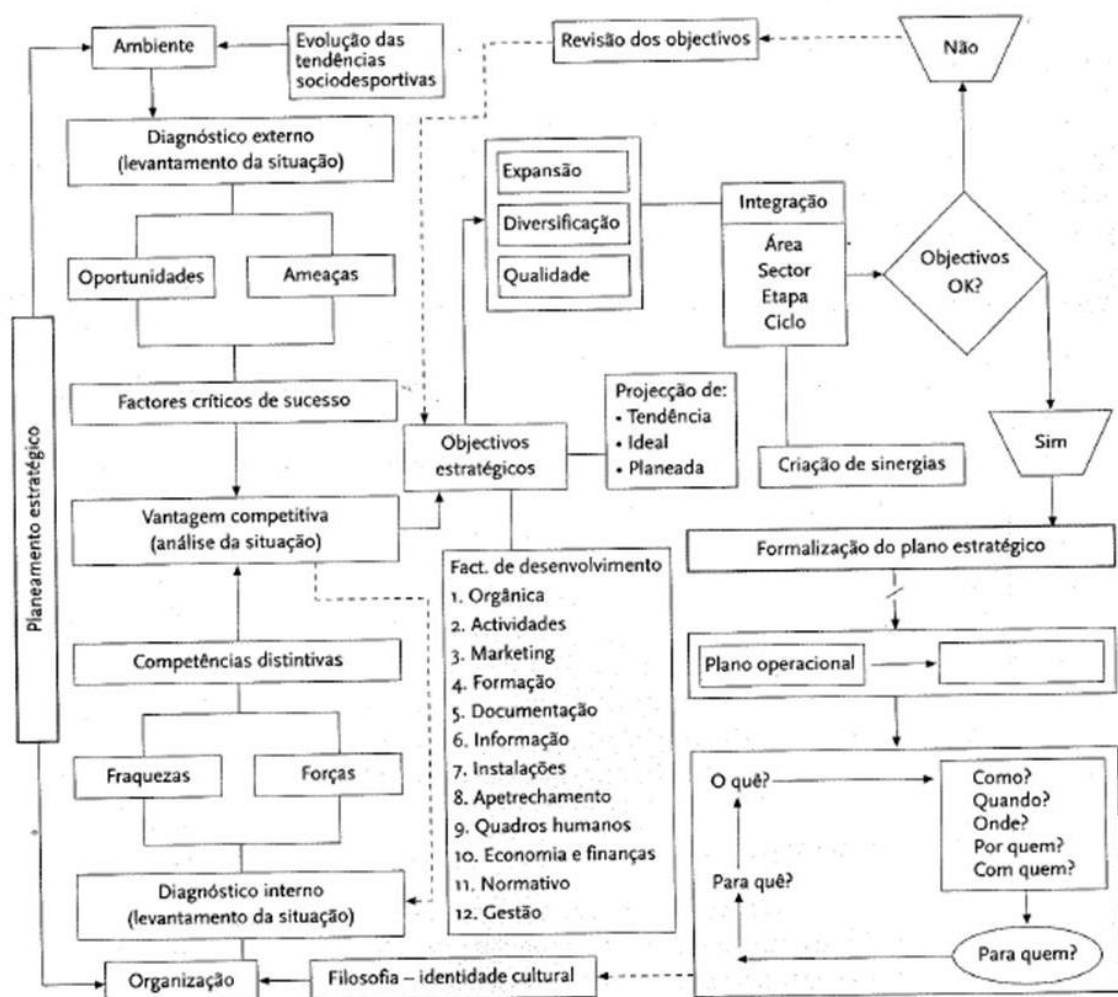 Planeamento estratégico
Ambiente
Evolução das
tendências
sociodesportivas
Diagnóstico externo
(levantamento da situação)
Oportunidades
Ameaças
Factores críticos de sucesso
Vantagem competitiva
(análise da situação)
Competências distintivas
Fraquezas
Forças
Diagnóstico interno
(levantamento da situação)
Organização
Filosofia – identidade cultural
Revisão dos objectivos
Não
Expansão
Diversificação
Qualidade
Integração
Área
Sector
Etapa
Ciclo
Objectivos
OK?
Objectivos
estratégicos
Projecção de:
• Tendência
• Ideal
• Planeada
Criação de sinergias
Sim
Fact. de desenvolvimento
1. Orgânica
2. Actividades
3. Marketing
4. Formação
5. Documentação
6. Informação
7. Instalações
8. Apetrechamento
9. Quadros humanos
10. Economia e finanças
11. Normativo
12. Gestão
Formalização do plano estratégico
Plano operacional
O quê?
Para quê?
Como?
Quando?
Onde?
Por quem?
Com quem?
Para quem?